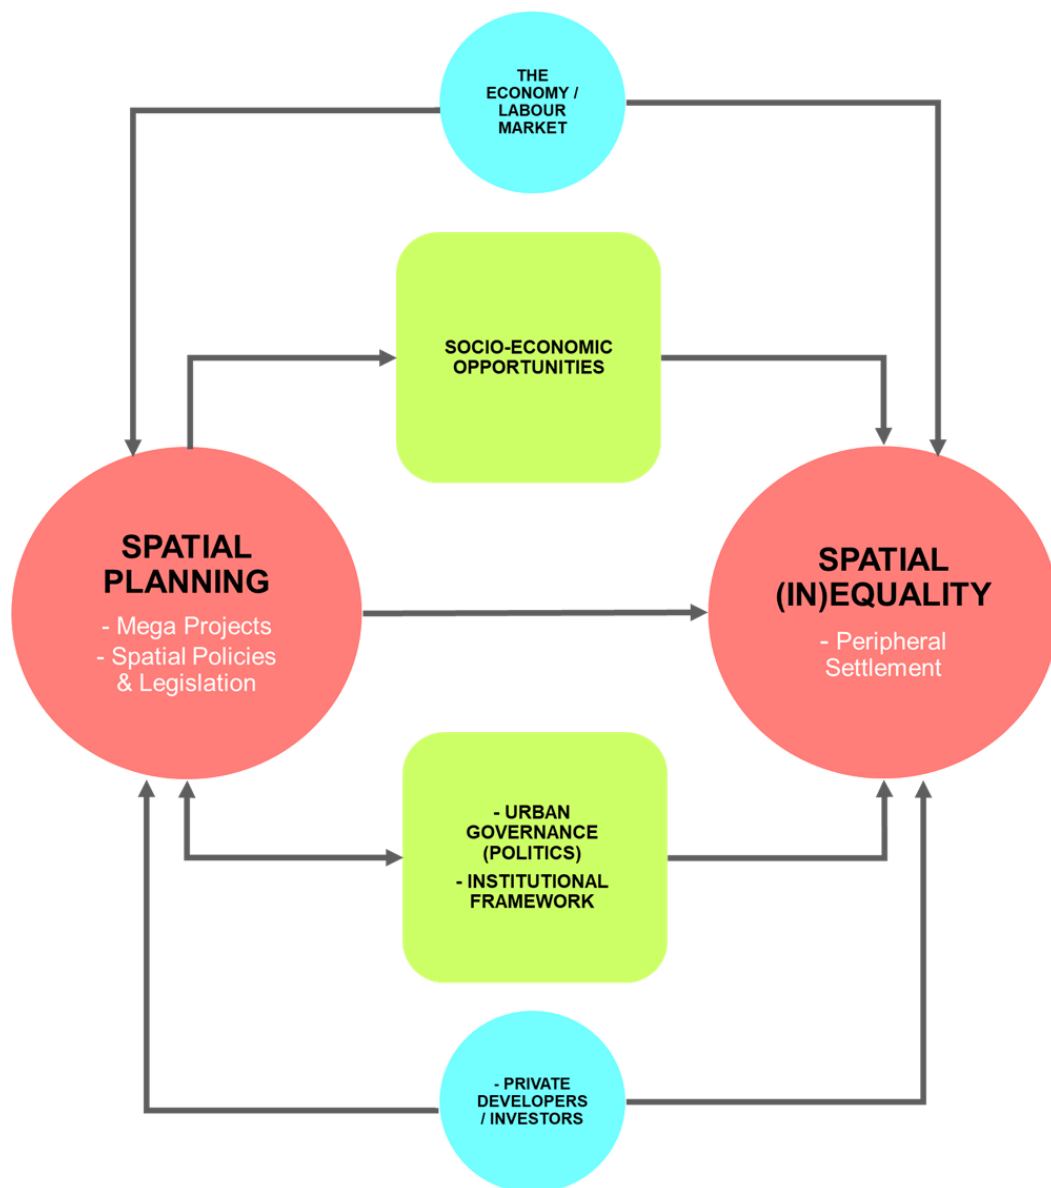 THE
ECONOMY /
LABOUR
MARKET
SOCIO-ECONOMIC
OPPORTUNITIES
SPATIAL
PLANNING
- Mega Projects
- Spatial Policies
& Legislation
SPATIAL
(IN)EQUALITY
- Peripheral
Settlement
- URBAN
GOVERNANCE
(POLITICS)
- INSTITUTIONAL
FRAMEWORK
- PRIVATE
DEVELOPERS
/ INVESTORS